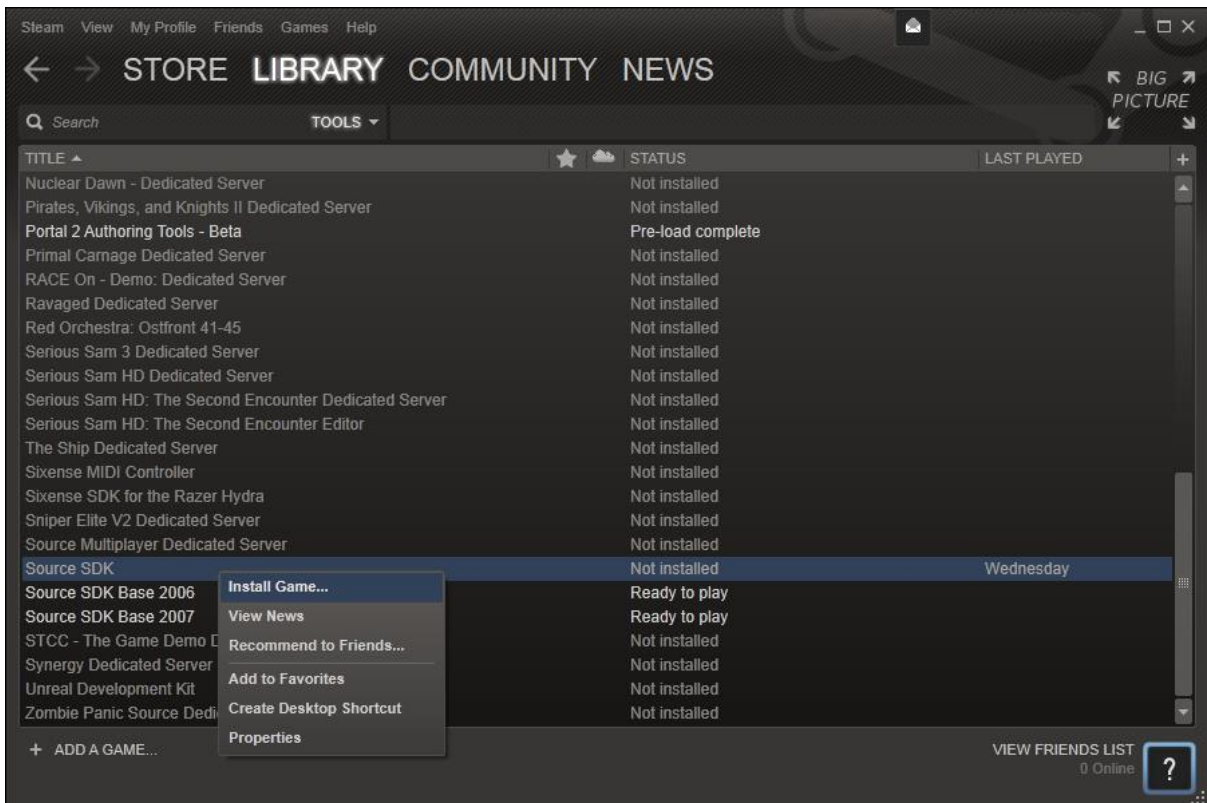 Steam View My Profile Friends Games Help
STORE LIBRARY COMMUNITY NEWS
BIG PICTURE
Search TOOLS
TITLE STATUS LAST PLAYED +
Nuclear Dawn - Dedicated Server Not installed
Pirates, Vikings, and Knights II Dedicated Server Not installed
Portal 2 Authoring Tools - Beta Pre-load complete
Primal Carnage Dedicated Server Not installed
RACE On - Demo: Dedicated Server Not installed
Ravaged Dedicated Server Not installed
Red Orchestra: Ostfront 41-45 Not installed
Serious Sam 3 Dedicated Server Not installed
Serious Sam HD Dedicated Server Not installed
Serious Sam HD: The Second Encounter Dedicated Server Not installed
Serious Sam HD: The Second Encounter Editor Not installed
The Ship Dedicated Server Not installed
Sixense MIDI Controller Not installed
Sixense SDK for the Razer Hydra Not installed
Sniper Elite V2 Dedicated Server Not installed
Source Multiplayer Dedicated Server Not installed
Source SDK Not installed Wednesday
Source SDK Base 2006 Ready to play
Source SDK Base 2007 Ready to play
STCC - The Game Demo D Not installed
Synergy Dedicated Server Not installed
Unreal Development Kit Not installed
Zombie Panic Source Dedi Not installed
Install Game...
View News
Recommend to Friends...
Add to Favorites
Create Desktop Shortcut
Properties
+ ADD A GAME... VIEW FRIENDS LIST
0 Online
?